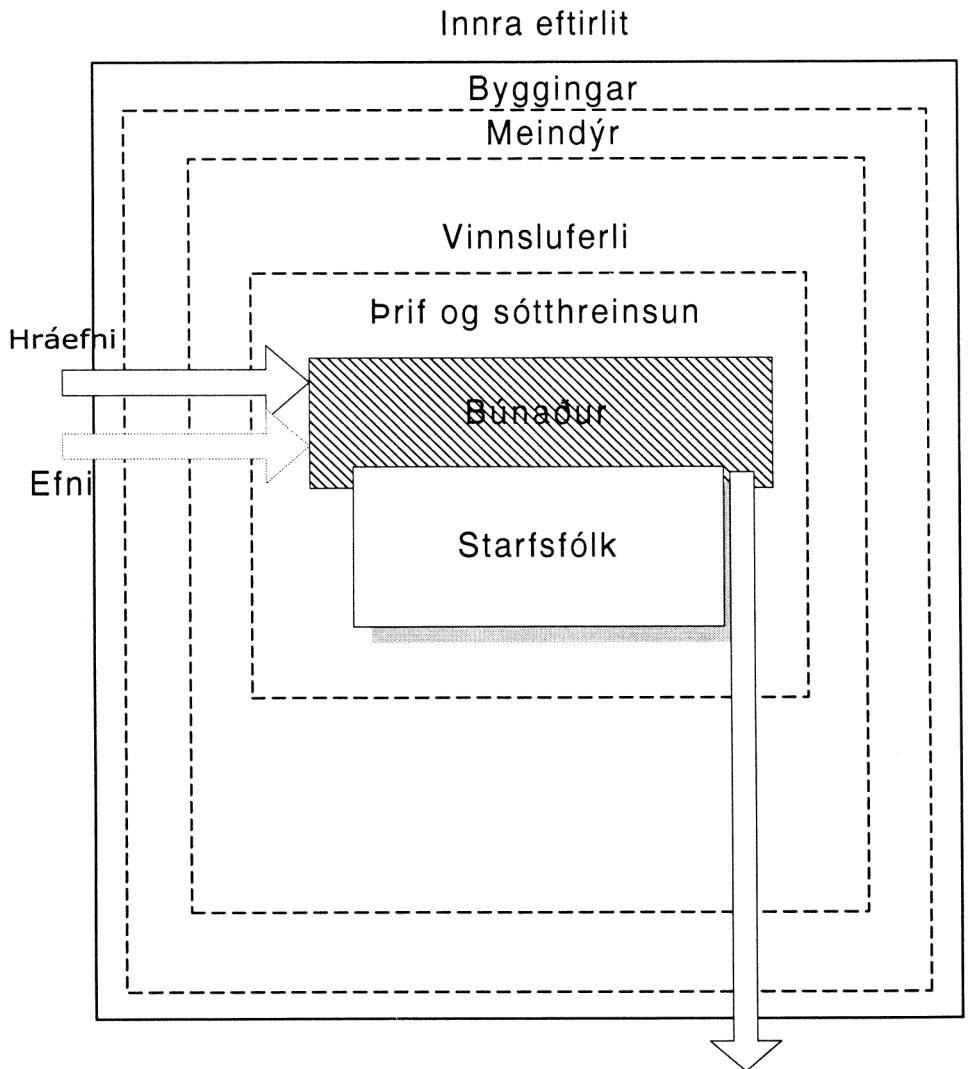 Innra eftirlit
Byggingar
Meindýr
Vinnsluferli
Þrif og sótthreinsun
Hráefni
Búnaður
Efni
Starfsfólk